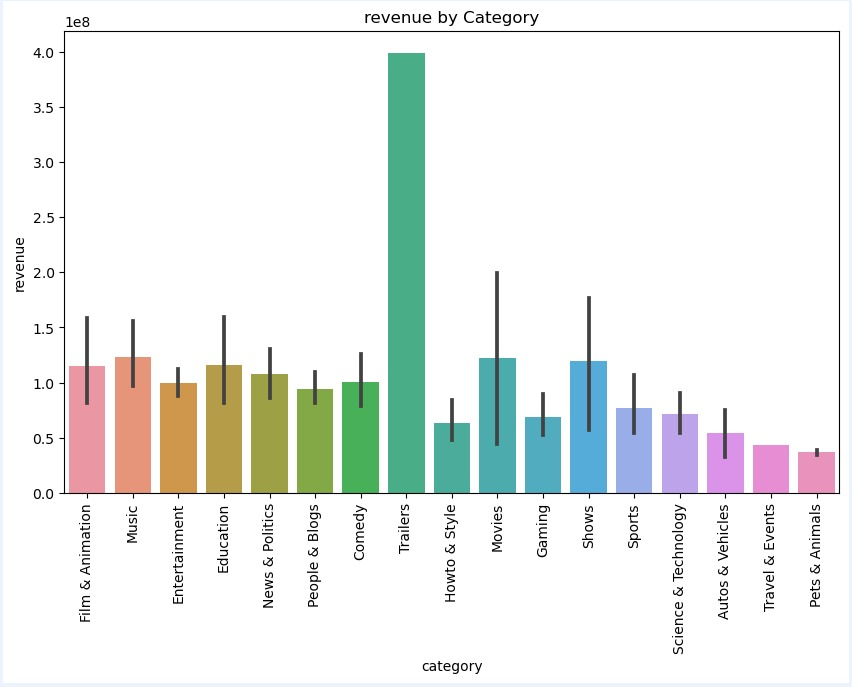 revenue by Category
1e8
4.0
3.5
3.0
2.5
2.0
1.5
1.0
0.5
0.0
revenue
Film & Animation
Music
Entertainment
Education
News & Politics
People & Blogs
Comedy
Trailers
Howto & Style
Movies
Gaming
Shows
Sports
Science & Technology
Autos & Vehicles
Travel & Events
Pets & Animals
category